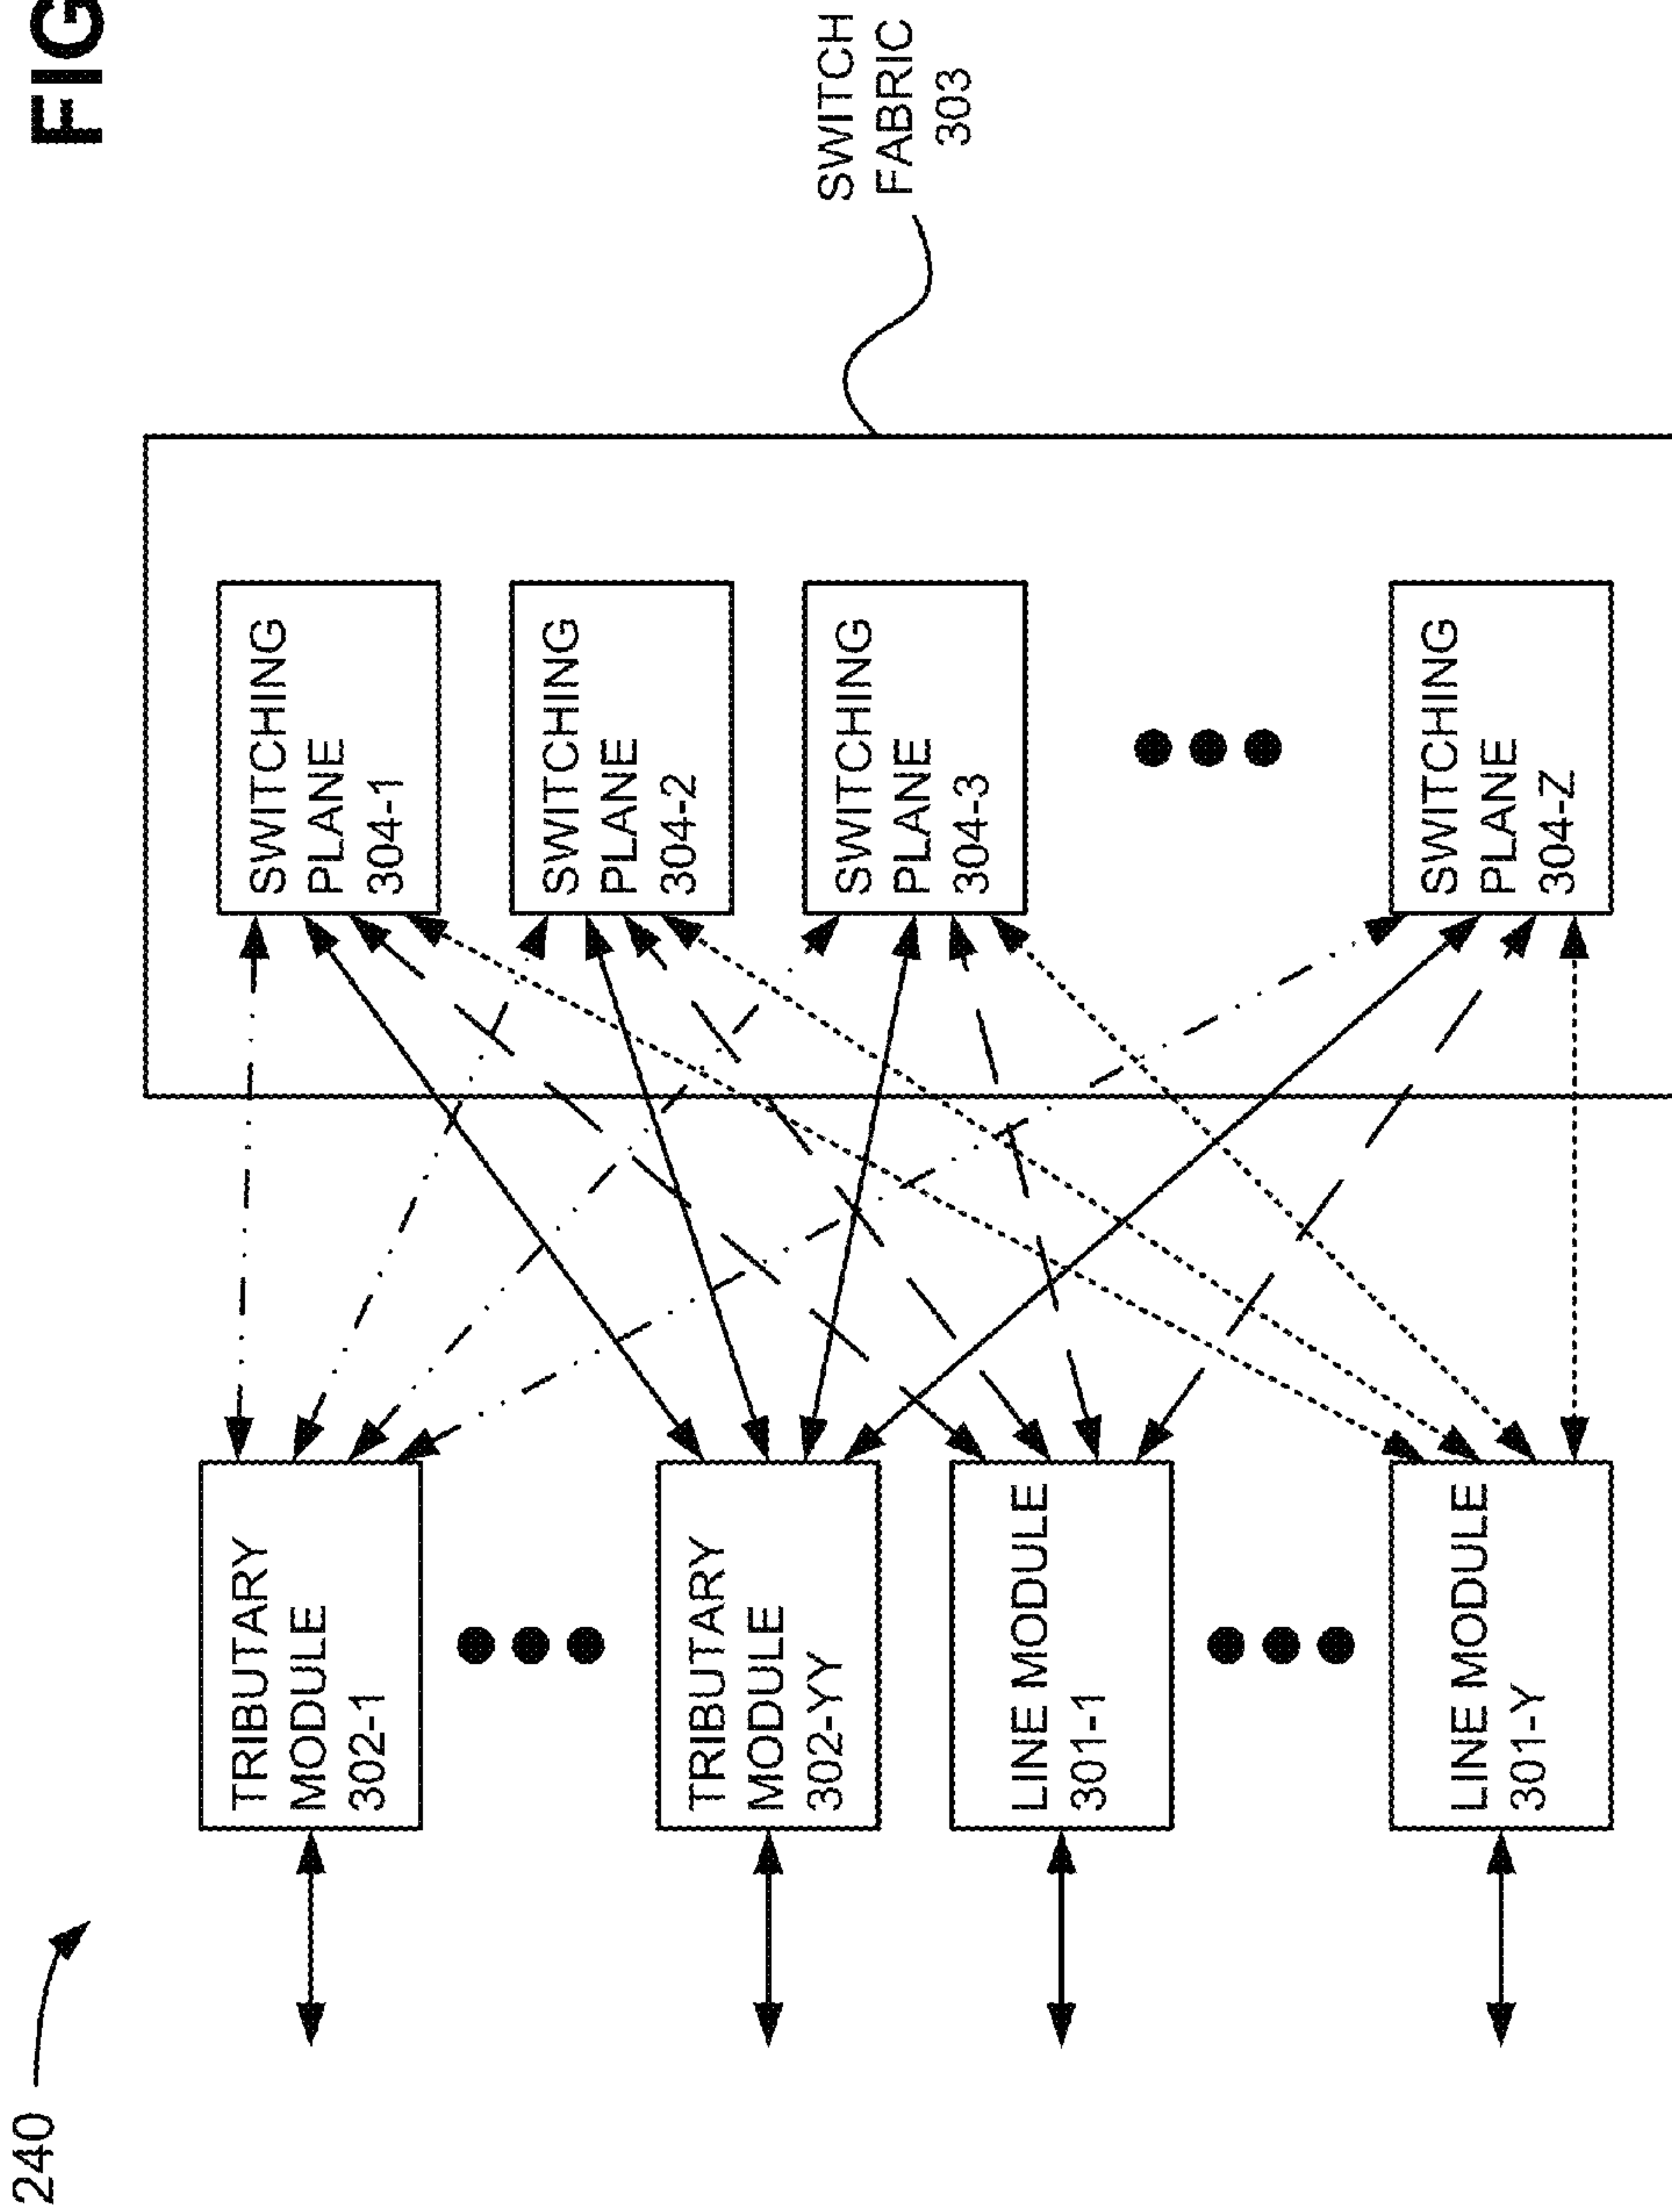 FIG
240
TRIBUTARY
MODULE
302-1
TRIBUTARY
MODULE
302-YY
LINE MODULE
301-1
LINE MODULE
301-Y
SWITCHING
PLANE
304-1
SWITCHING
PLANE
304-2
SWITCHING
PLANE
304-3
SWITCHING
PLANE
304-Z
SWITCH
FABRIC
303